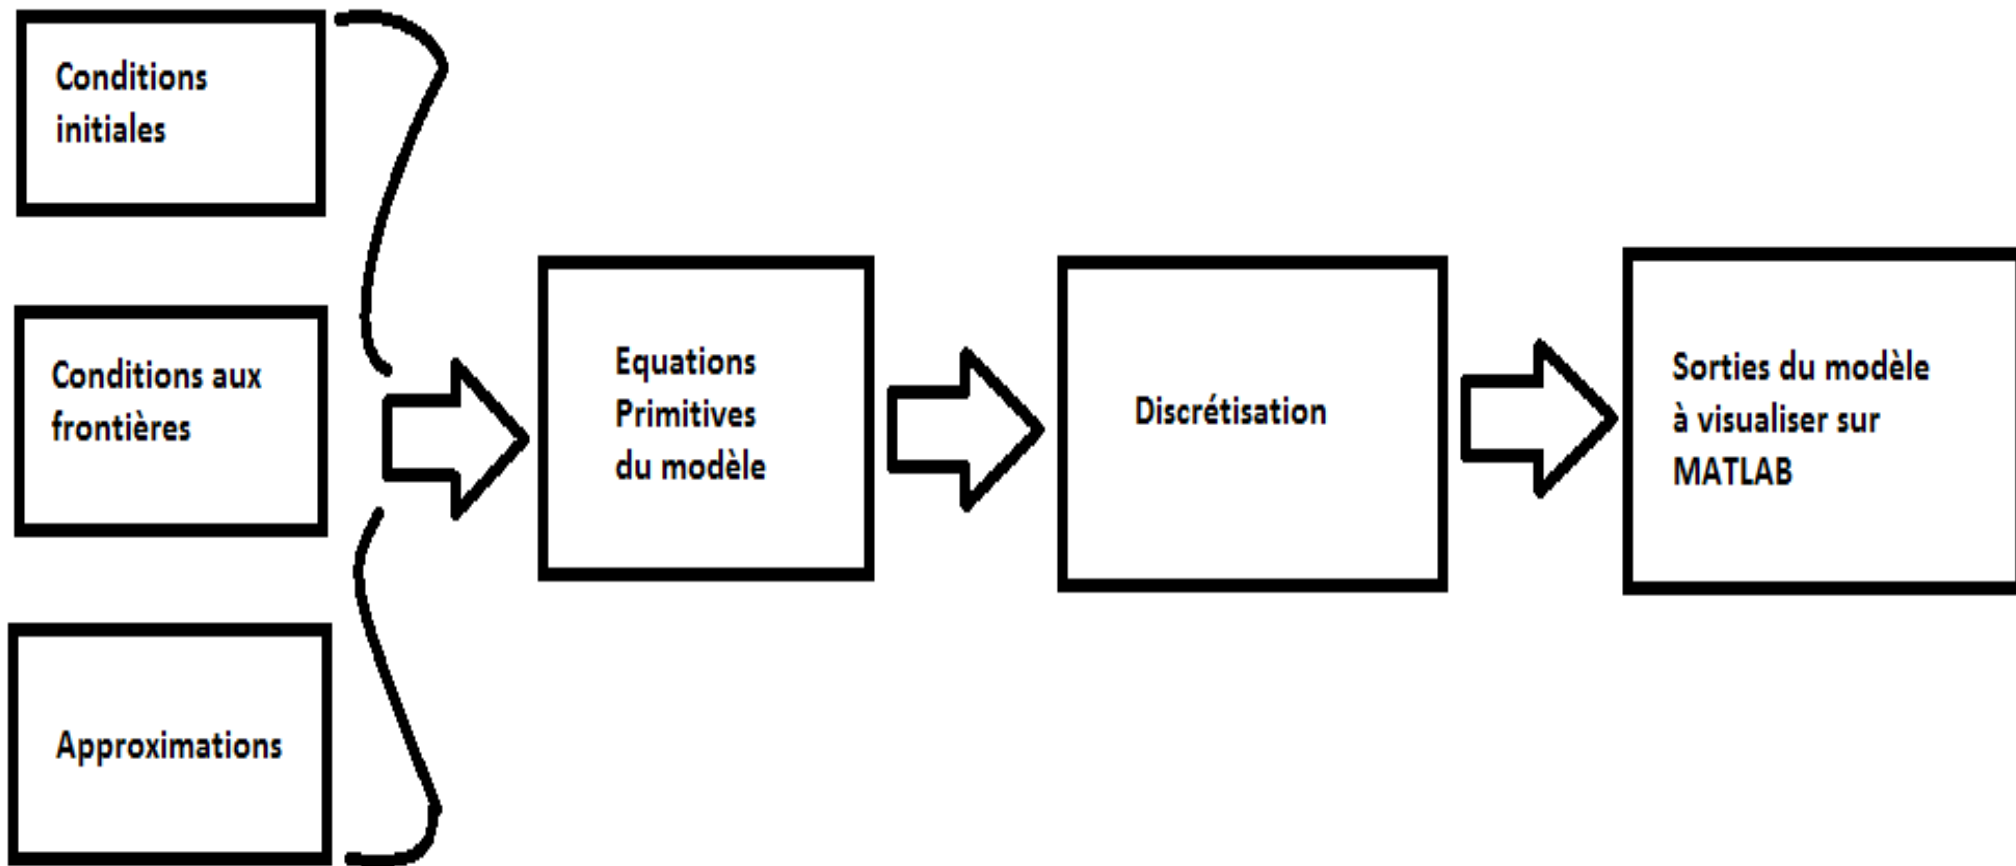 Conditions
initiales
Conditions aux
frontières
Approximations
Equations
Primitives
du modèle
Discrétisation
Sorties du modèle
à visualiser sur
MATLAB